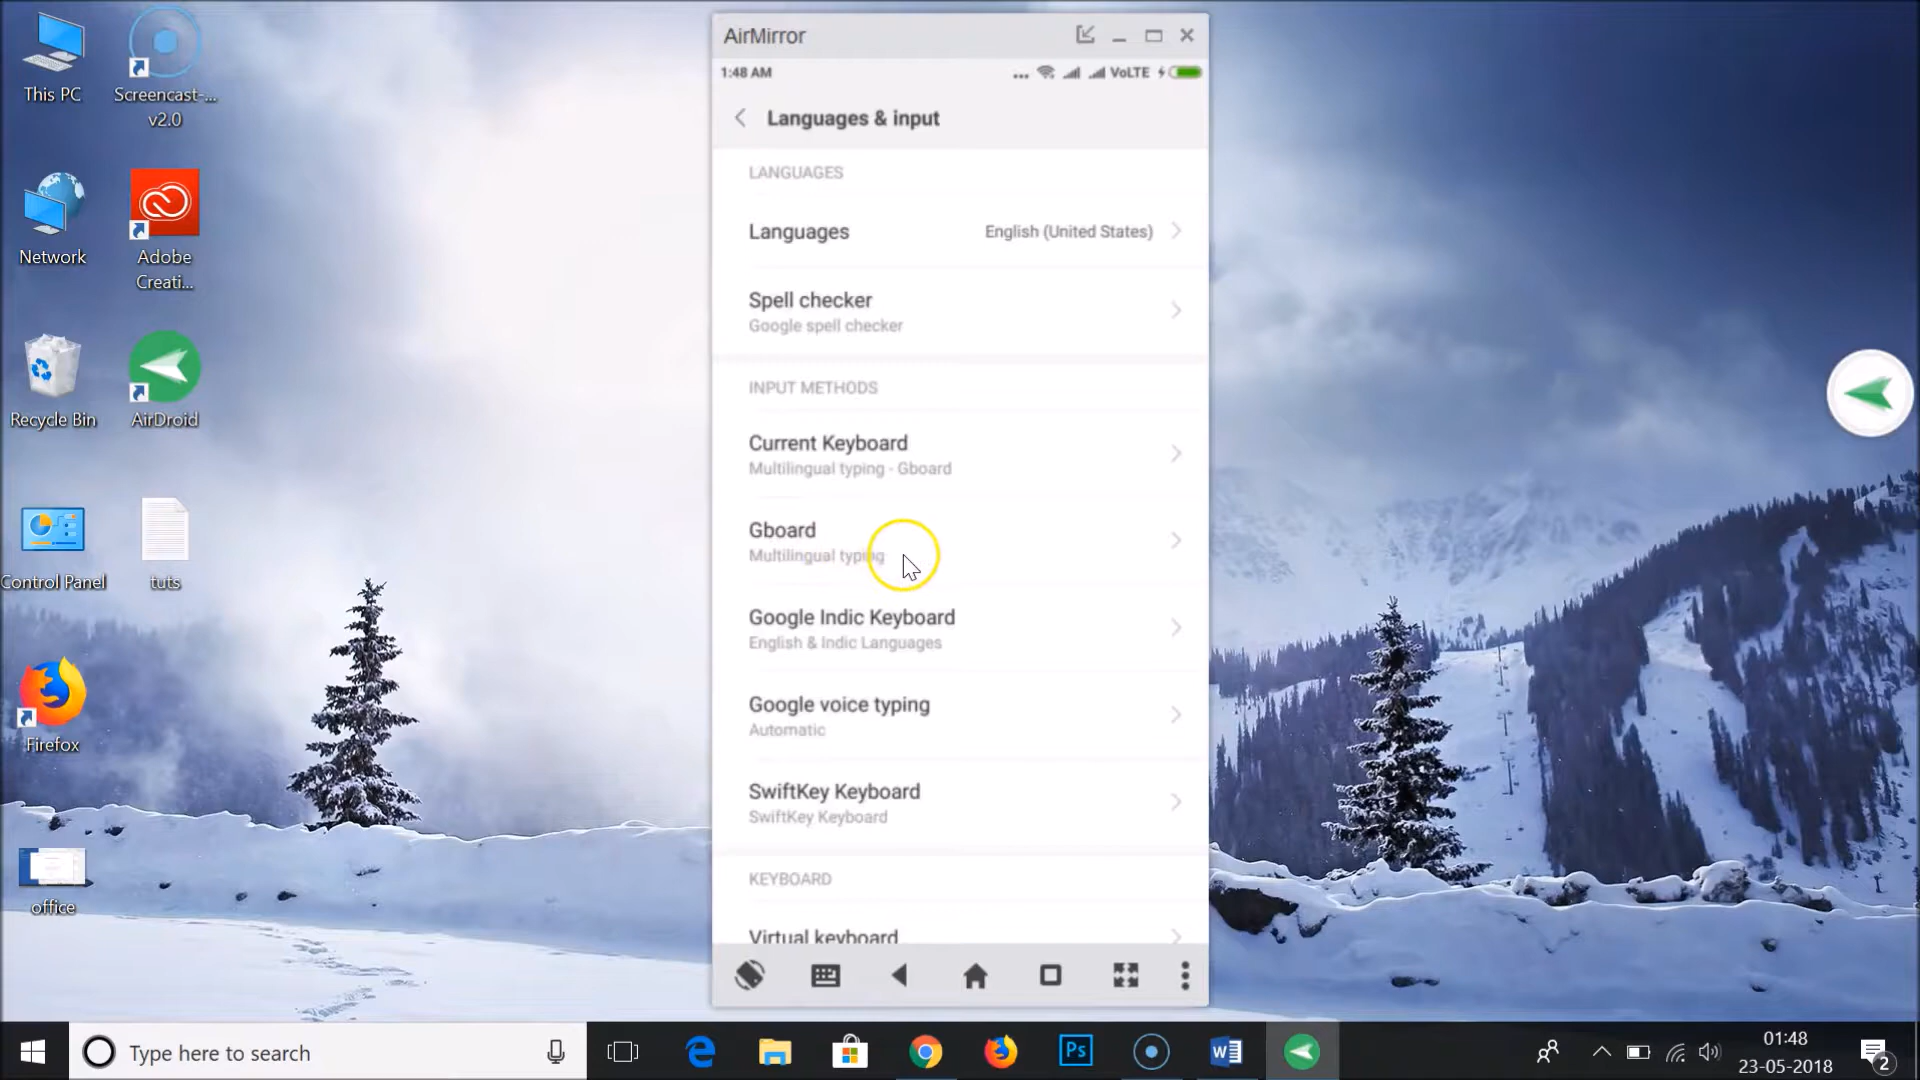 This PC
Screencast-...
v2.0
Network
Adobe
Creati...
Recycle Bin
AirDroid
Control Panel
tuts
Firefox
office
AirMirror
1:48 AM
... VoLTE
Languages & input
LANGUAGES
Languages English (United States)
Spell checker
Google spell checker
INPUT METHODS
Current Keyboard
Multilingual typing - Gboard
Gboard
Multilingual typing
Google Indic Keyboard
English & Indic Languages
Google voice typing
Automatic
SwiftKey Keyboard
SwiftKey Keyboard
KEYBOARD
Virtual keyboard
Type here to search
Ps
01:48
23-05-2018
2